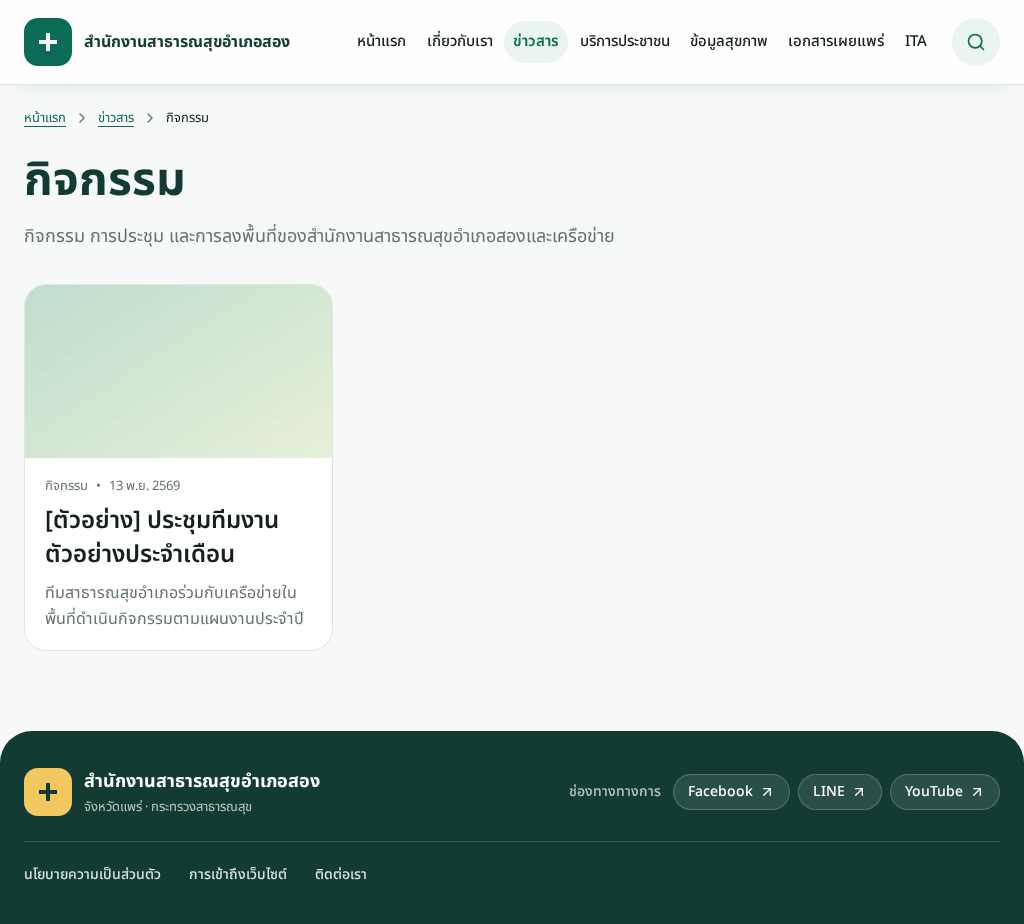 สำนักงานสาธารณสุขอำเภอสอง
หน้าแรก เกี่ยวกับเรา ข่าวสาร บริการประชาชน ข้อมูลสุขภาพ เอกสารเผยแพร่ ITA
หน้าแรก ข่าวสาร กิจกรรม
กิจกรรม
กิจกรรม การประชุม และการลงพื้นที่ของสำนักงานสาธารณสุขอำเภอสองและเครือข่าย
กิจกรรม • 13 พ.ย. 2569
[ตัวอย่าง] ประชุมทีมงาน
ตัวอย่างประจำเดือน
ทีมสาธารณสุขอำเภอร่วมกับเครือข่ายใน
พื้นที่ดำเนินกิจกรรมตามแผนงานประจำปี
สำนักงานสาธารณสุขอำเภอสอง
จังหวัดแพร่ · กระทรวงสาธารณสุข
ช่องทางทางการ Facebook LINE YouTube
นโยบายความเป็นส่วนตัว การเข้าถึงเว็บไซต์ ติดต่อเรา